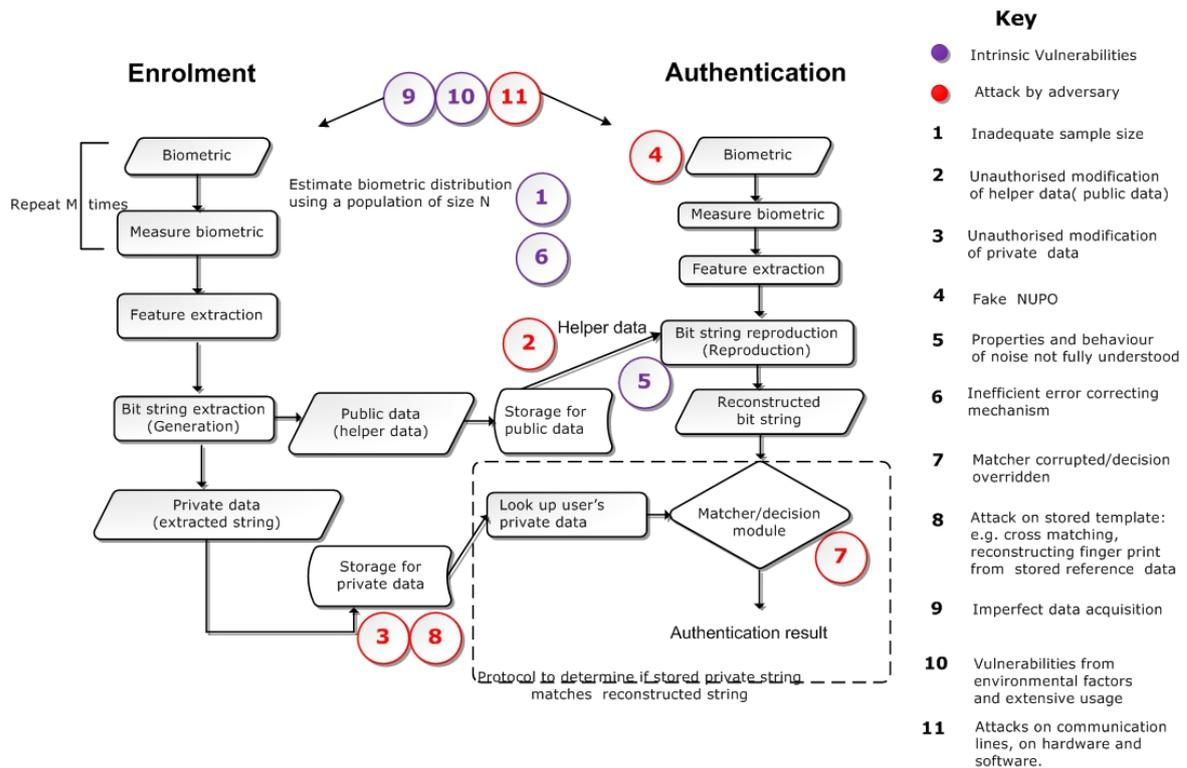 Enrolment
9
10
11
Authentication
Biometric
Repeat M times
Measure biometric
Feature extraction
Bit string extraction
(Generation)
Private data
(extracted string)
Estimate biometric distribution
using a population of size N
1
6
Public data
(helper data)
Storage for
public data
2
Helper data
5
Storage for
private data
3
8
4
Biometric
Measure biometric
Feature extraction
Bit string reproduction
(Reproduction)
Reconstructed
bit string
Look up user's
private data
Matcher/decision
module
7
Authentication result
Protocol to determine if stored private string
matches reconstructed string
Key
Intrinsic Vulnerabilities
Attack by adversary
1 Inadequate sample size
2 Unauthorised modification
of helper data( public data)
3 Unauthorised modification
of private data
4 Fake NUPO
5 Properties and behaviour
of noise not fully understood
6 Inefficient error correcting
mechanism
7 Matcher corrupted/decision
overridden
8 Attack on stored template:
e.g. cross matching,
reconstructing finger print
from stored reference data
9 Imperfect data acquisition
10 Vulnerabilities from
environmental factors
and extensive usage
11 Attacks on communication
lines, on hardware and
software.